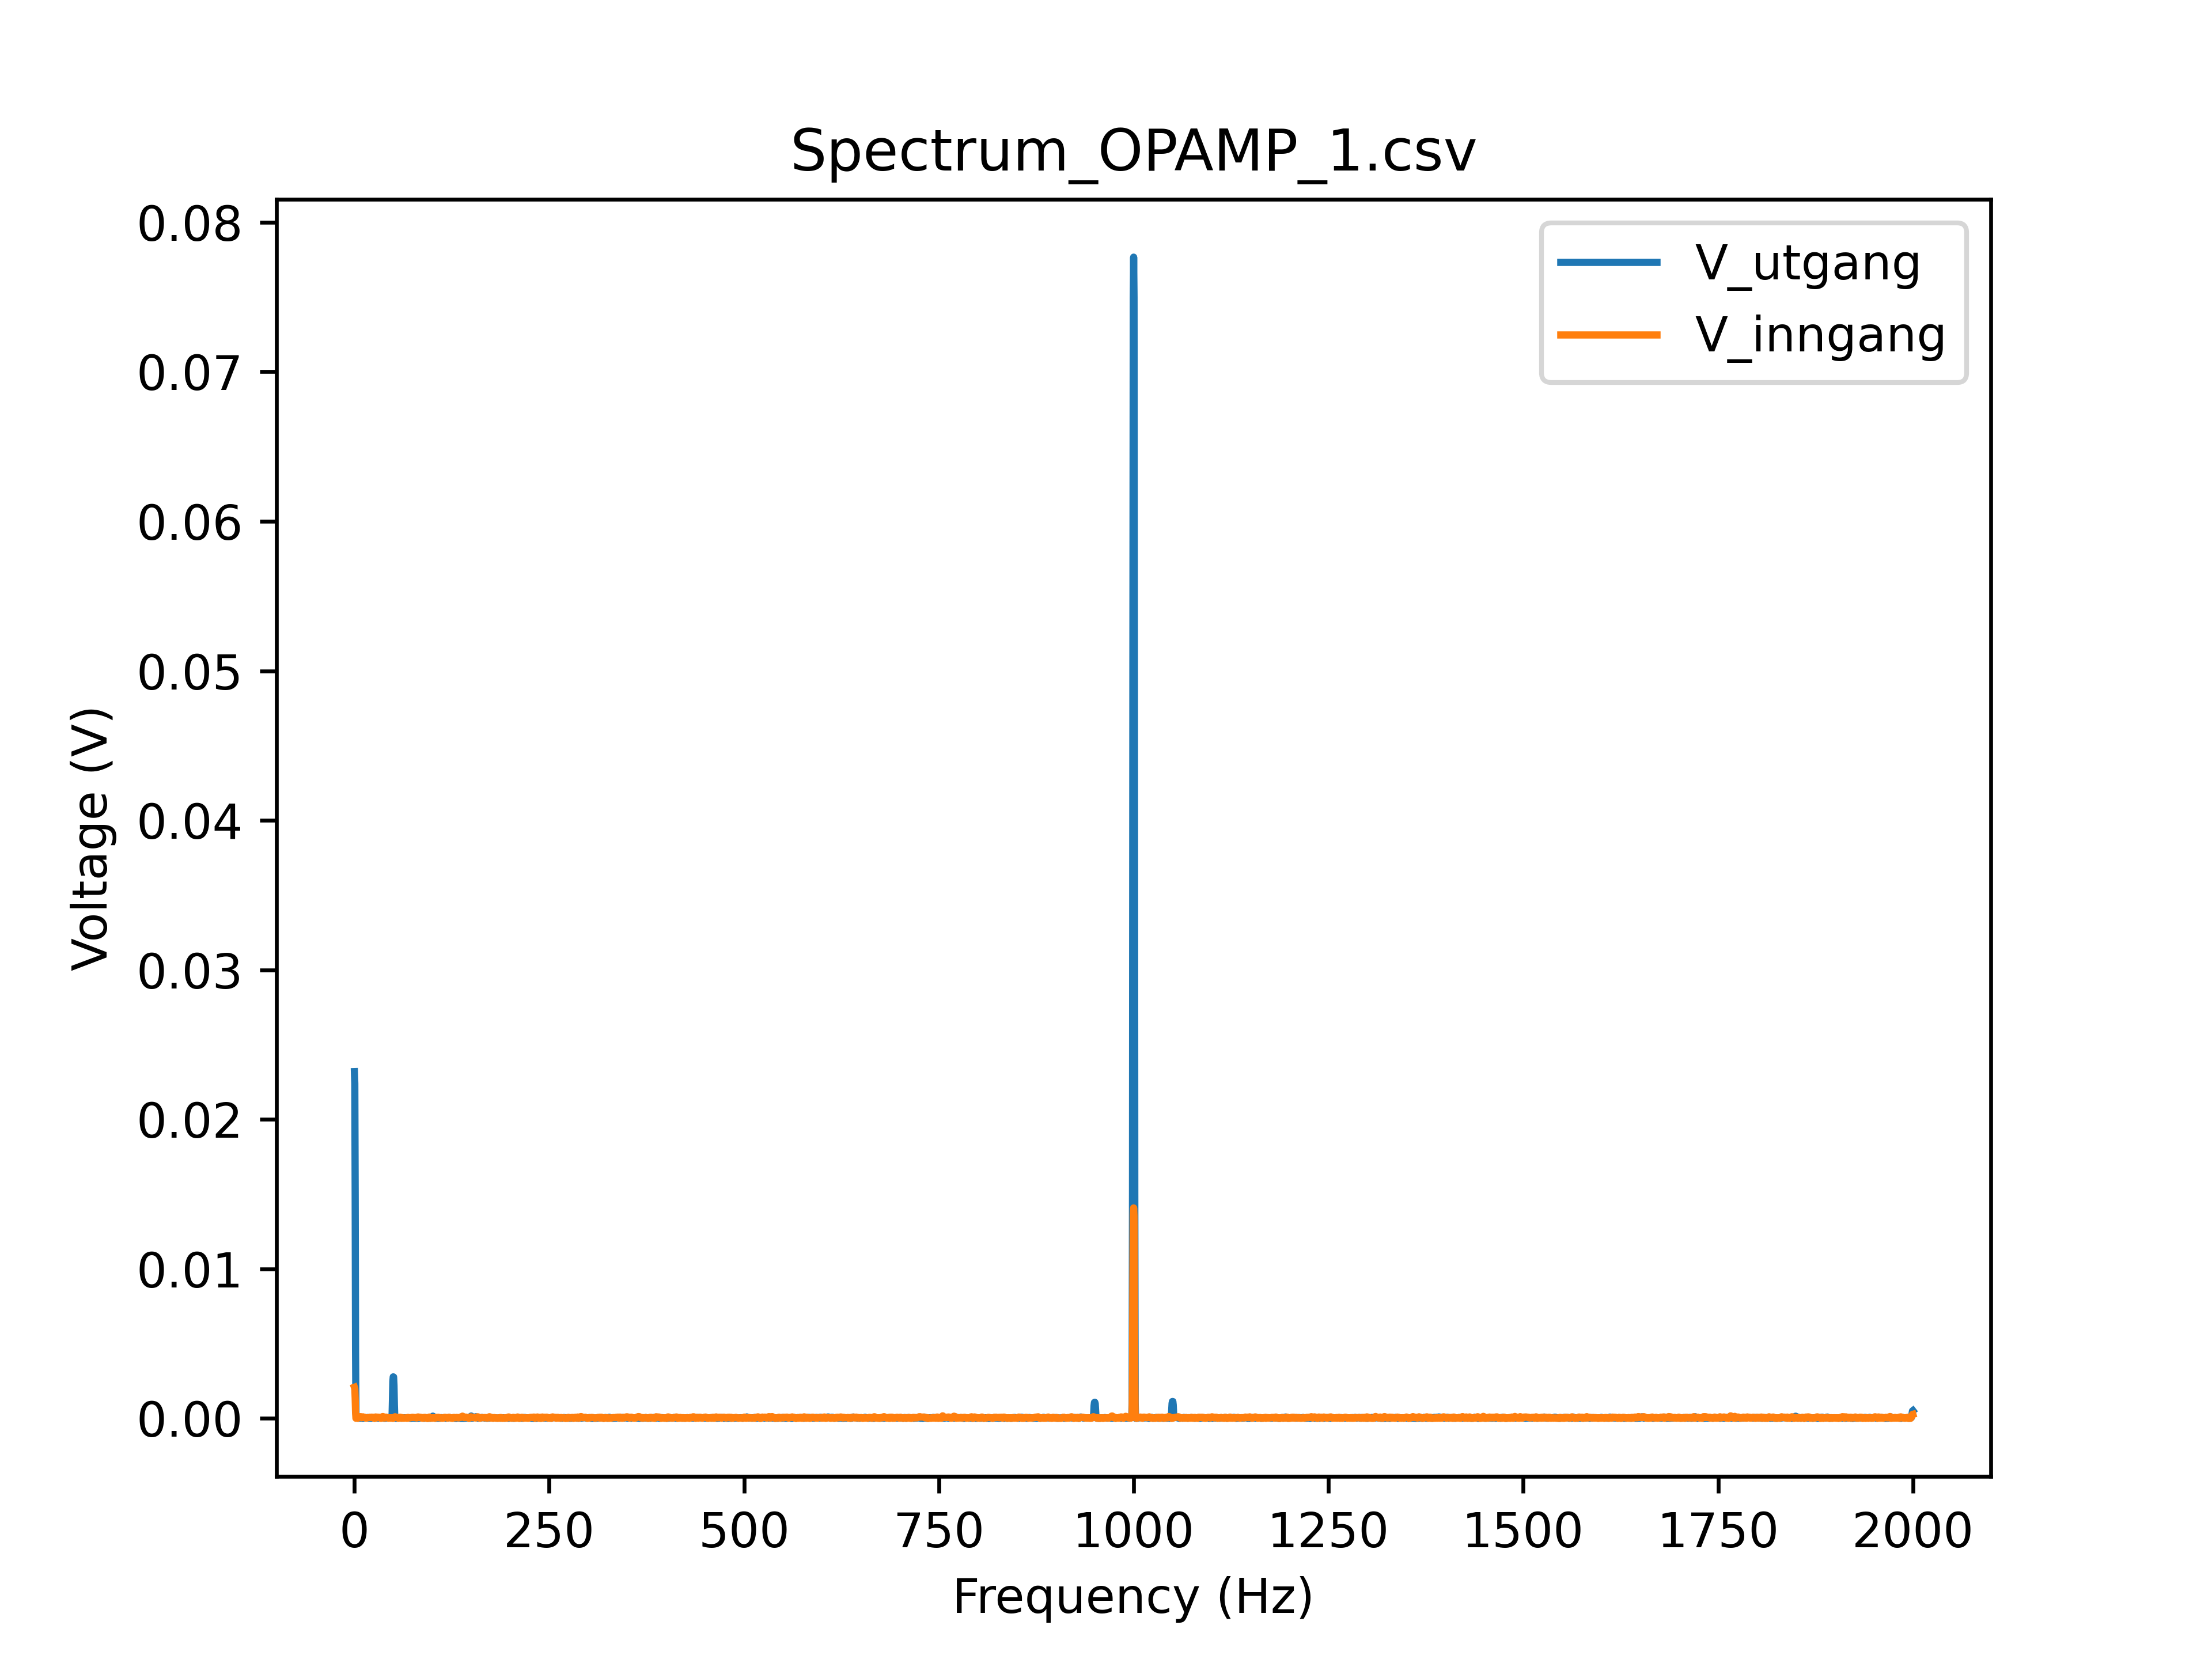 Spectrum_OPAMP_1.csv
V_utgang
V_inngang
0.08
0.07
0.06
0.05
0.04
0.03
0.02
0.01
0.00
Voltage (V)
0 250 500 750 1000 1250 1500 1750 2000
Frequency (Hz)